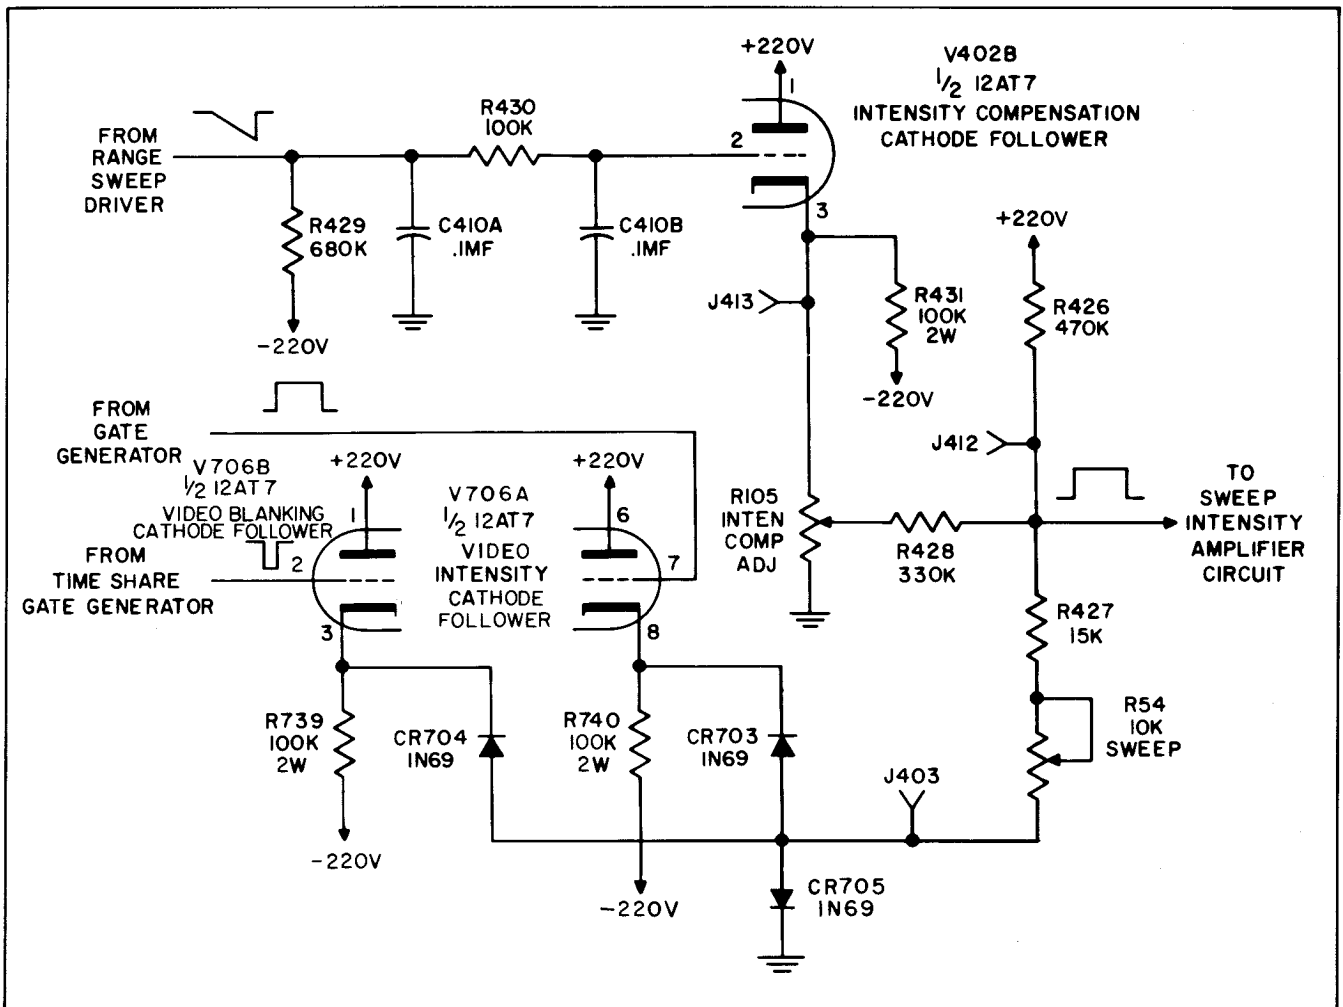 +220V
V402B
1/2 12AT7
INTENSITY COMPENSATION
CATHODE FOLLOWER
1
2
3
FROM
RANGE
SWEEP
DRIVER
R430
100K
R429
680K
-220V
C410A
.1MF
C410B
.1MF
J413
R431
100K
2W
-220V
+220V
R426
470K
J412
FROM
GATE
GENERATOR
V706B
1/2 12AT7
VIDEO BLANKING
CATHODE FOLLOWER
+220V
1
2
3
FROM
TIME SHARE
GATE GENERATOR
V706A
1/2 12AT7
VIDEO
INTENSITY
CATHODE
FOLLOWER
+220V
6
7
8
R105
INTEN
COMP
ADJ
R428
330K
TO
SWEEP
INTENSITY
AMPLIFIER
CIRCUIT
R427
15K
R54
10K
SWEEP
R739
100K
2W
-220V
CR704
1N69
R740
100K
2W
-220V
CR703
1N69
J403
CR705
1N69